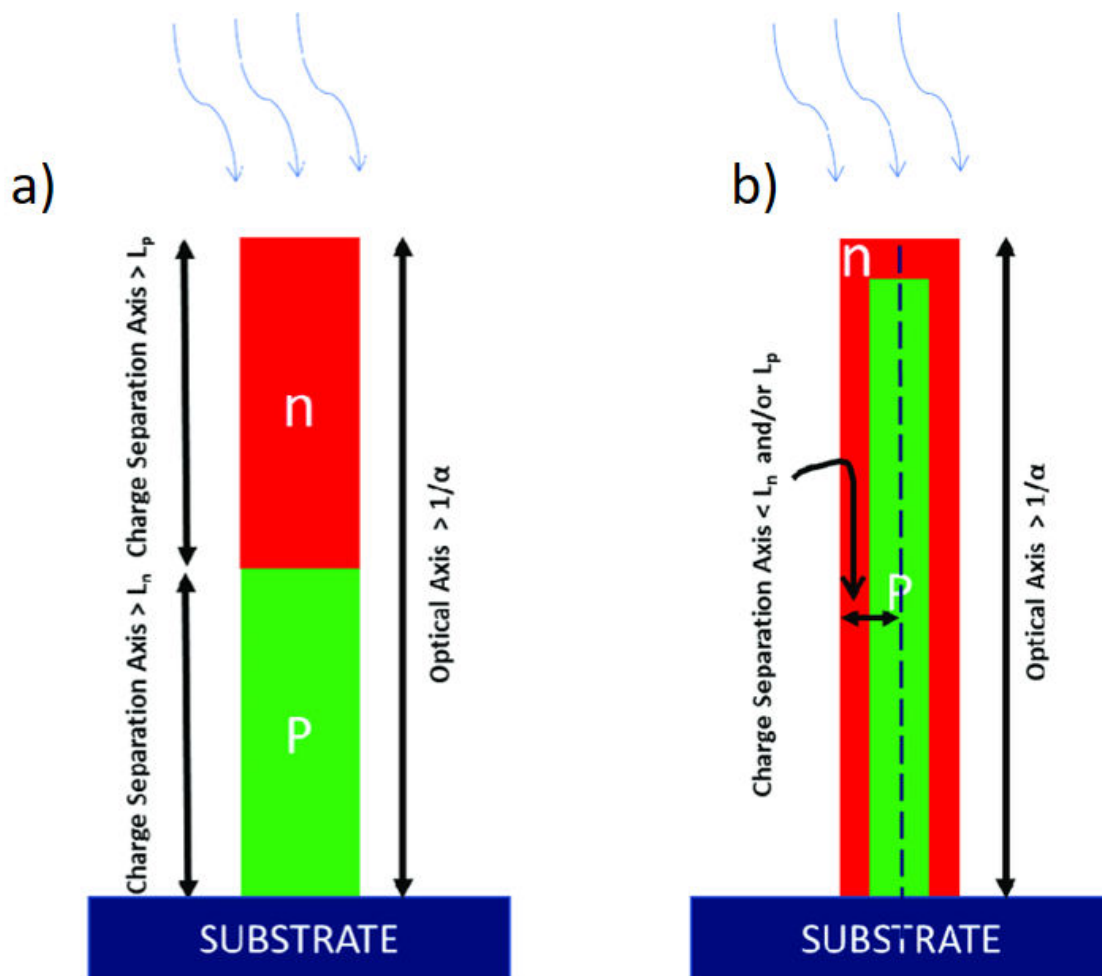 a)
Charge Separation Axis > Lp
Charge Separation Axis > Ln
n
P
Optical Axis > 1/α
SUBSTRATE
b)
n
Charge Separation Axis < Ln and/or Lp
P
Optical Axis > 1/α
SUBSTRATE